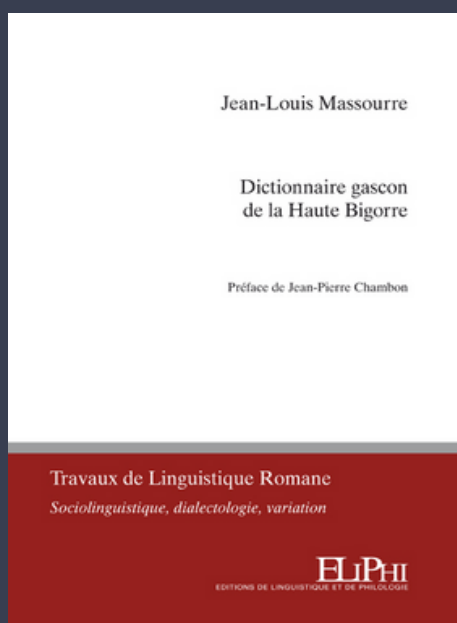 Jean-Louis Massourre
Dictionnaire gascon
de la Haute Bigorre
Préface de Jean-Pierre Chambon
Travaux de Linguistique Romane
Sociolinguistique, dialectologie, variation
ELIPHI
EDITIONS DE LINGUISTIQUE ET DE PHILOLOGIE